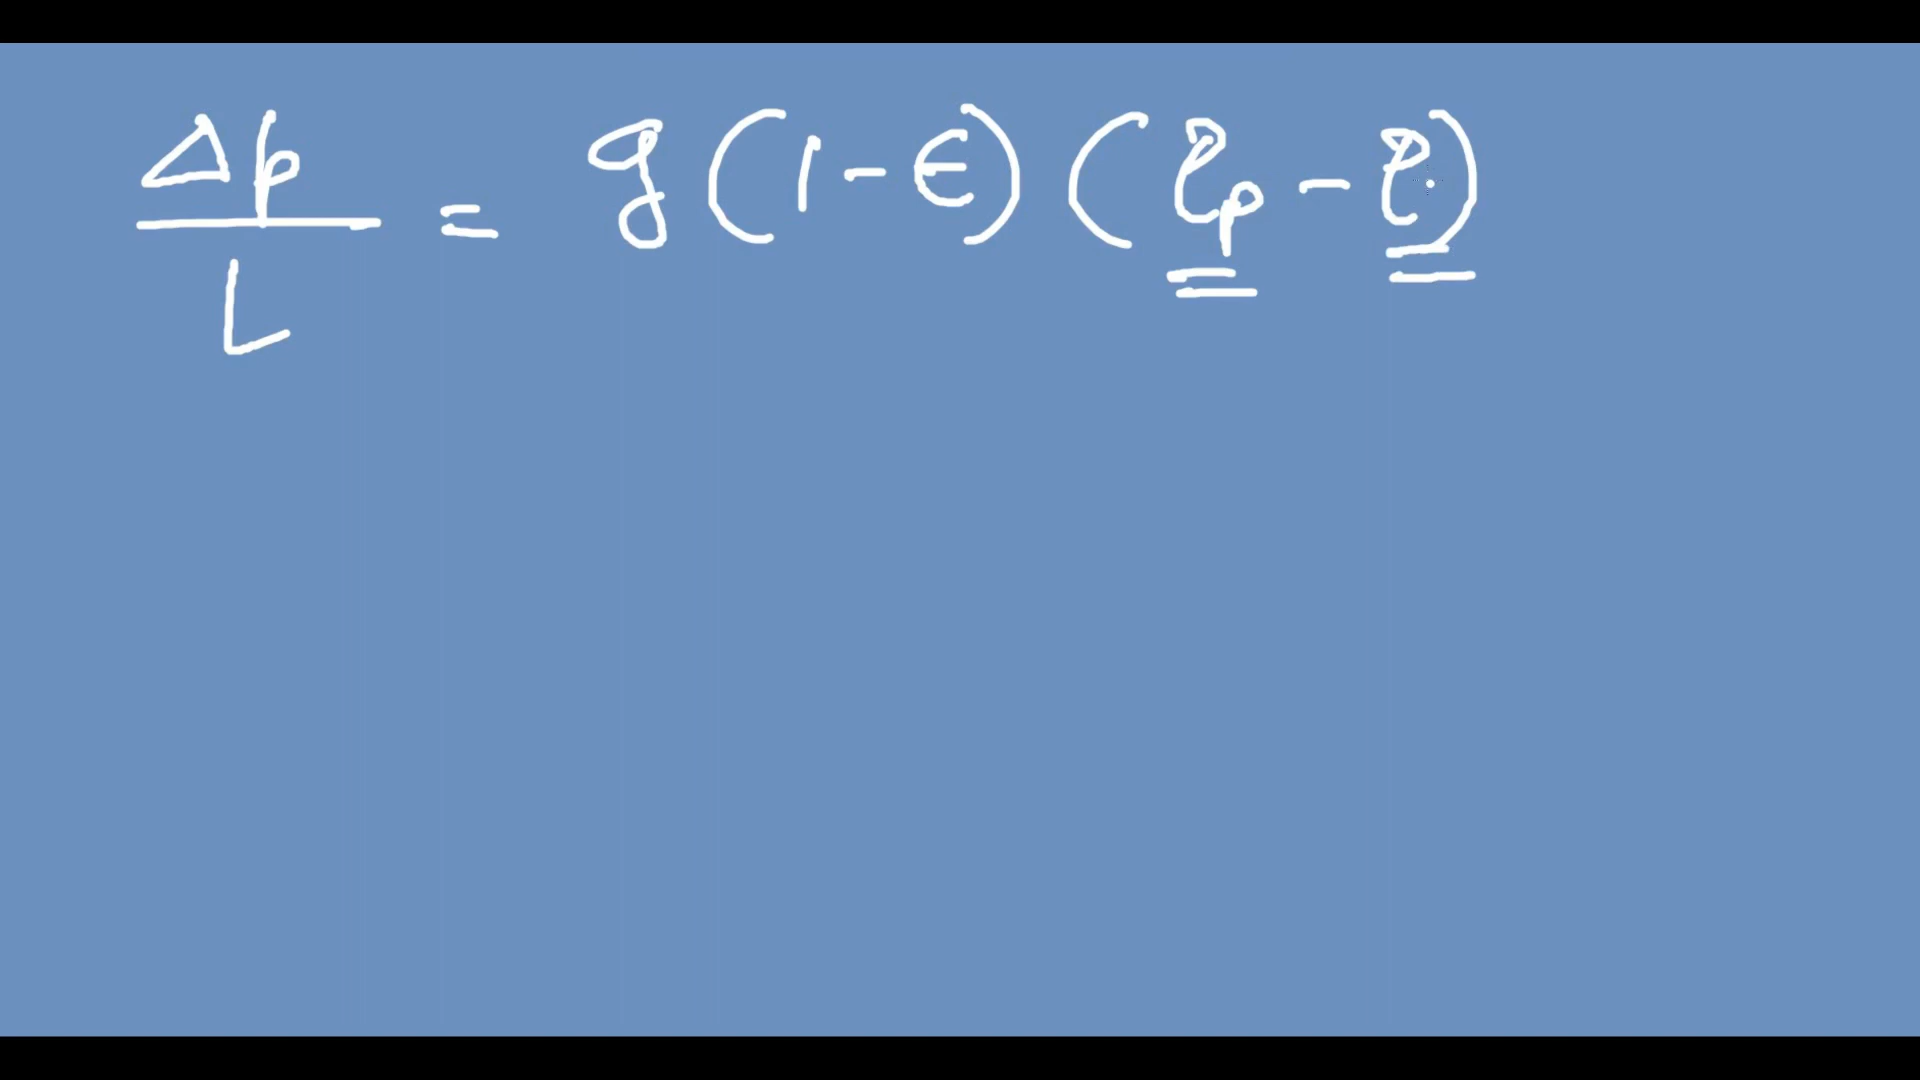 Δp/L = g(1-ε)(ρₚ-ρ)